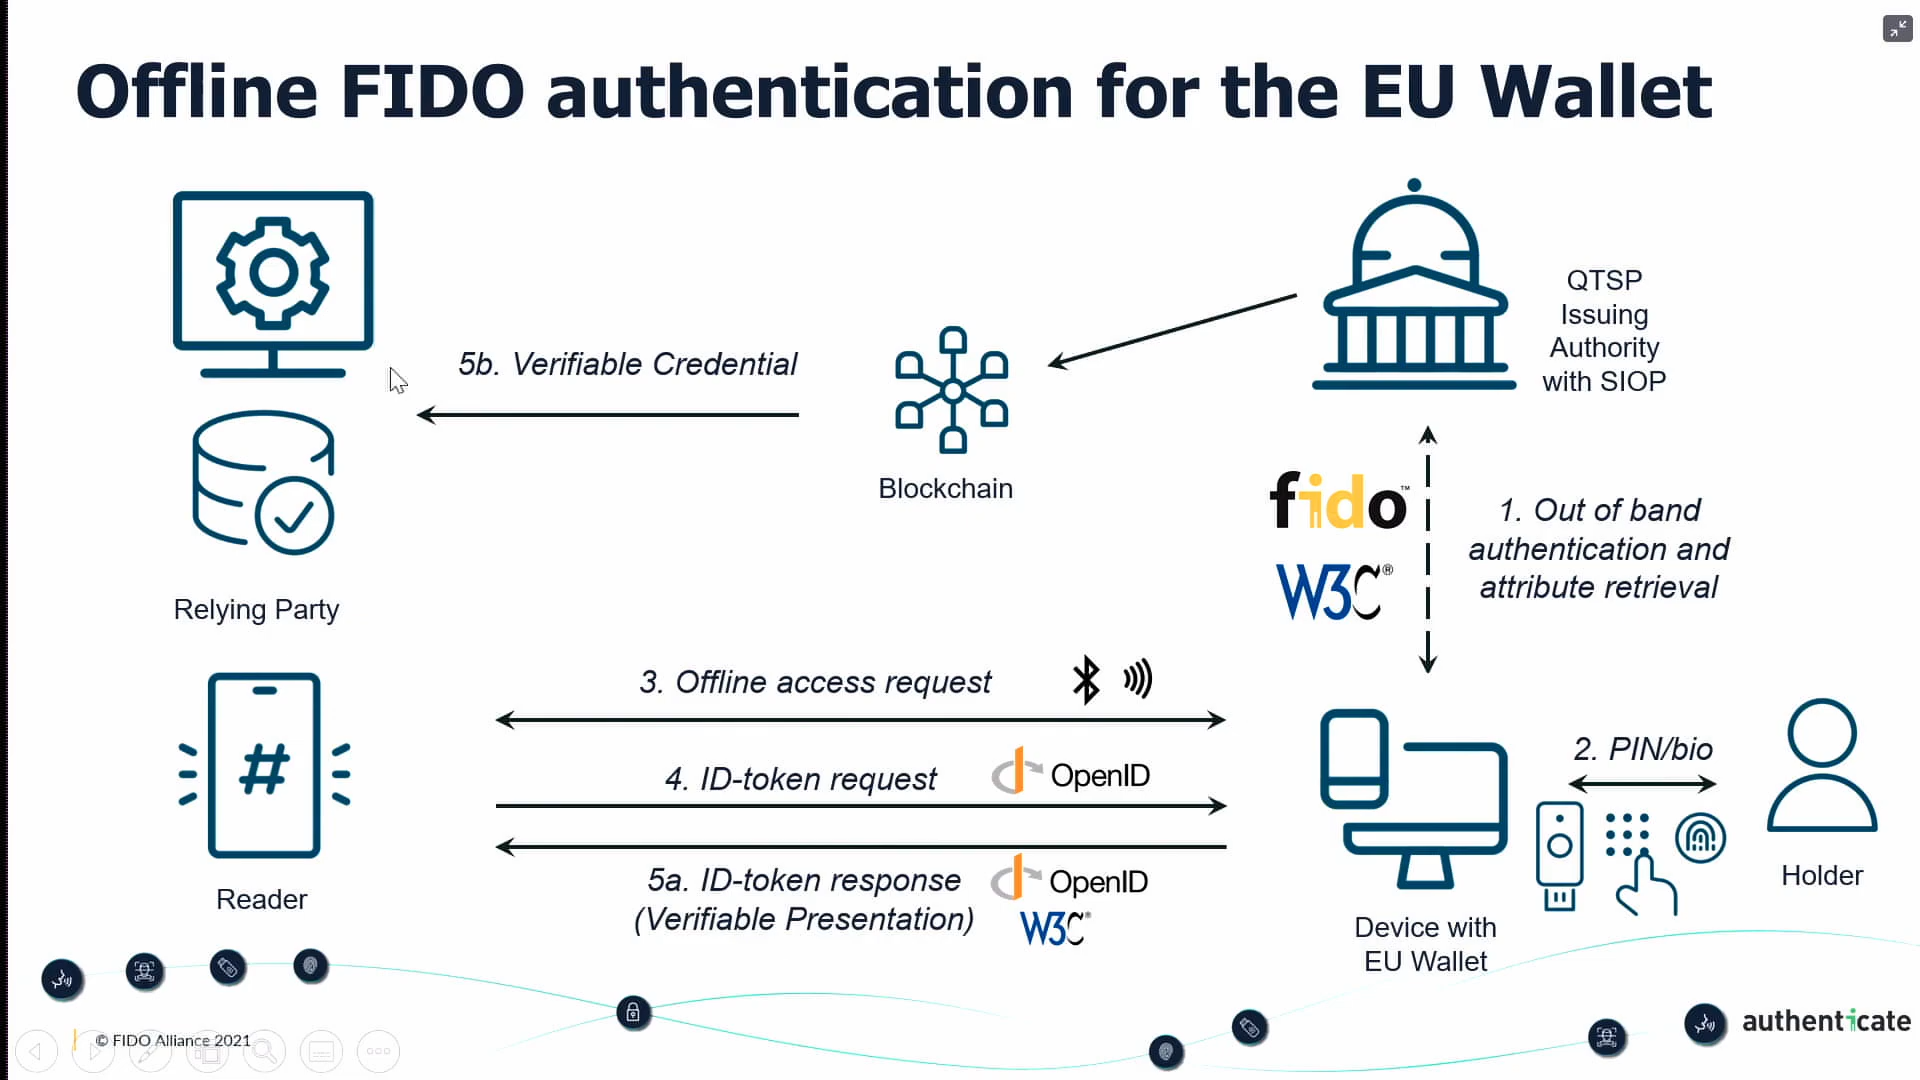 Offline FIDO authentication for the EU Wallet
QTSP
Issuing
Authority
with SIOP
5b. Verifiable Credential
Blockchain
fido™
W3C®
1. Out of band
authentication and
attribute retrieval
Relying Party
3. Offline access request
#
4. ID-token request
OpenID
2. PIN/bio
5a. ID-token response
(Verifiable Presentation)
OpenID
W3C®
Reader
Holder
Device with
EU Wallet
© FIDO Alliance 2021
authenticate